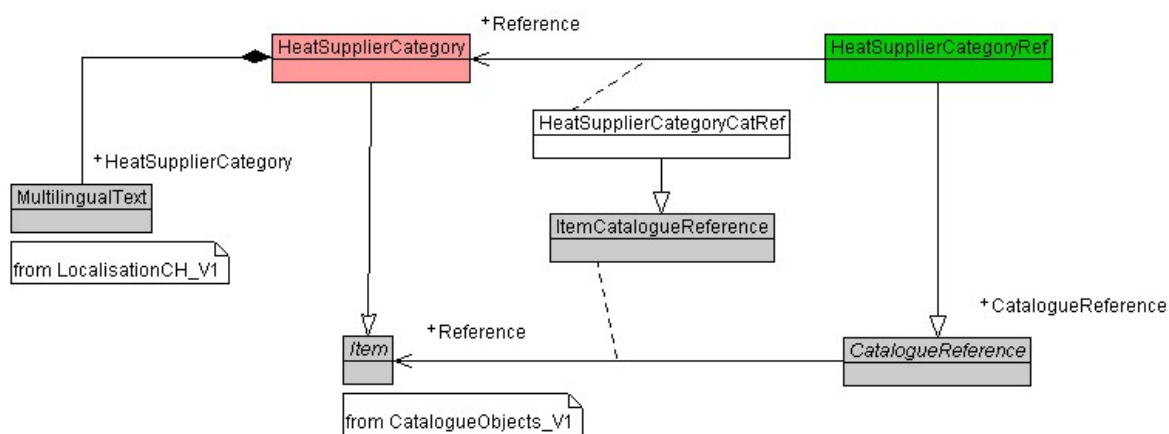 +Reference
HeatSupplierCategory
HeatSupplierCategoryRef
HeatSupplierCategoryCatRef
+HeatSupplierCategory
MultilingualText
ItemCatalogueReference
from LocalisationCH_V1
+CatalogueReference
+Reference
Item
CatalogueReference
from CatalogueObjects_V1